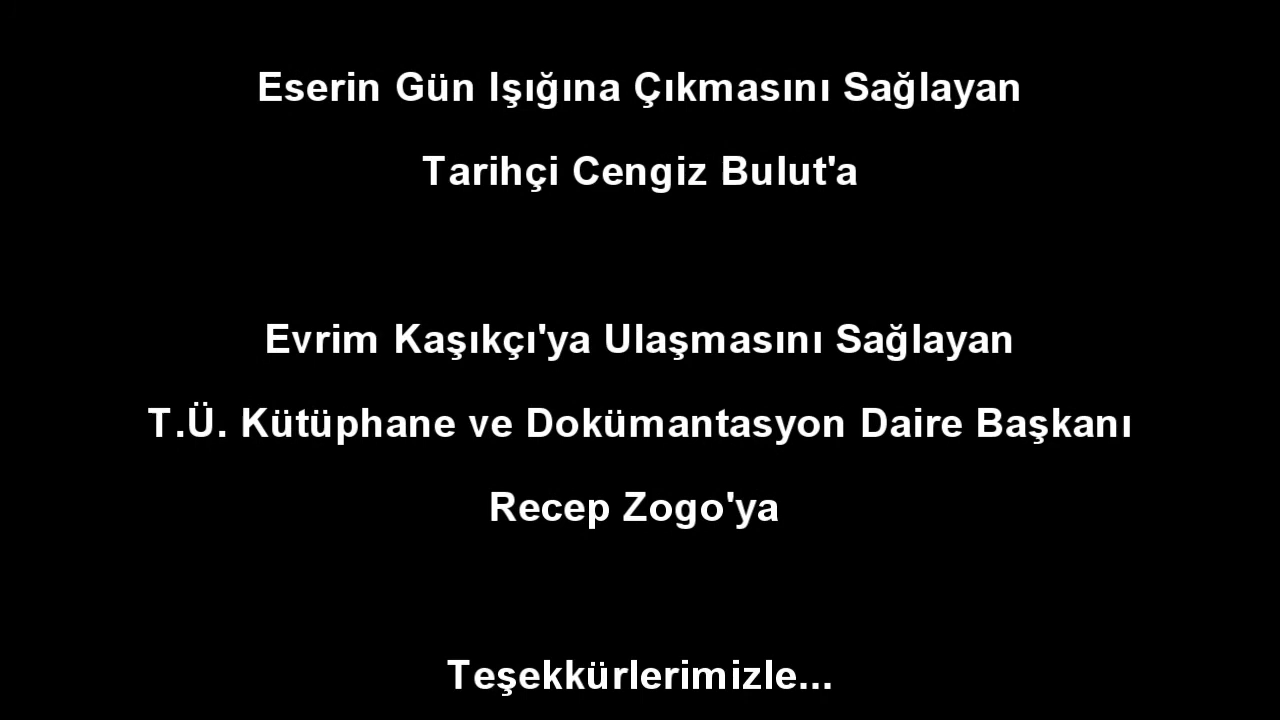 Eserin Gün Işığına Çıkmasını Sağlayan
Tarihçi Cengiz Bulut'a
Evrim Kaşıkçı'ya Ulaşmasını Sağlayan
T.Ü. Kütüphane ve Dokümantasyon Daire Başkanı
Recep Zogo'ya
Teşekkürlerimizle...